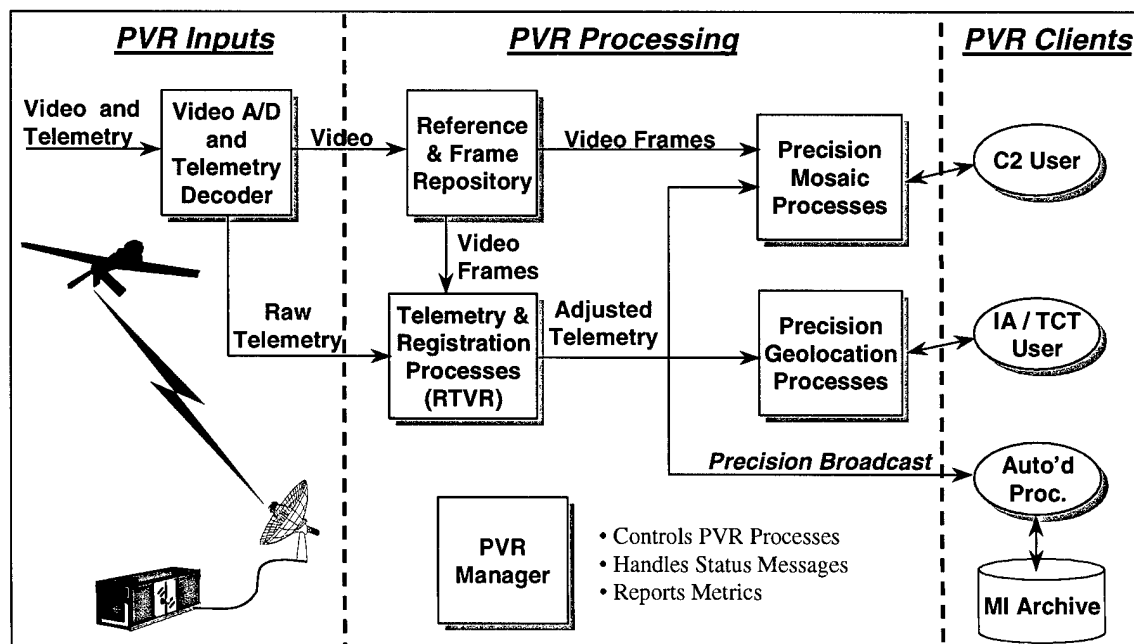 PVR Inputs
PVR Processing
PVR Clients
Video and
Telemetry
Video A/D
and
Telemetry
Decoder
Video
Reference
& Frame
Repository
Video Frames
Precision
Mosaic
Processes
C2 User
Video
Frames
Raw
Telemetry
Telemetry &
Registration
Processes
(RTVR)
Adjusted
Telemetry
Precision
Geolocation
Processes
IA / TCT
User
Precision Broadcast
Auto'd
Proc.
PVR
Manager
• Controls PVR Processes
• Handles Status Messages
• Reports Metrics
MI Archive